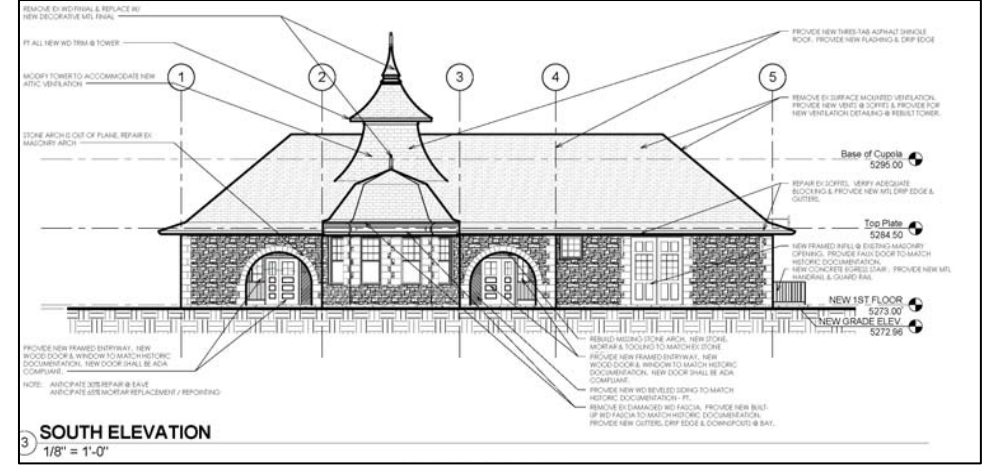 REMOVE EX WD FINIAL & REPLACE W/
NEW DECORATIVE MTL FINIAL
PT ALL NEW WD TRIM @ TOWER
MODIFY TOWER TO ACCOMMODATE NEW
ATTIC VENTILATION
STONE ARCH IS OUT OF PLANE, REPAIR EX
MASONRY ARCH
1
2
3
4
5
PROVIDE NEW THREE-TAB ASPHALT SHINGLE
ROOF. PROVIDE NEW FLASHING & DRIP EDGE
REMOVE EX SURFACE MOUNTED VENTILATION.
PROVIDE NEW VENTS @ SOFFITS & PROVIDE FOR
NEW VENTILATION DETAILING @ REBUILT TOWER.
Base of Cupola
5295.00
REPAIR EX SOFFITS. VERIFY ADEQUATE
BLOCKING & PROVIDE NEW MTL DRIP EDGE &
GUTTERS.
Top Plate
5284.50
NEW FRAMED INFILL @ EXISTING MASONRY
OPENING. PROVIDE FAUX DOOR TO MATCH
HISTORIC DOCUMENTATION.
NEW CONCRETE EGRESS STAIR. PROVIDE NEW MTL
HANDRAIL & GUARD RAIL
NEW 1ST FLOOR
5273.00
NEW GRADE ELEV.
5272.96
PROVIDE NEW FRAMED ENTRYWAY. NEW
WOOD DOOR & WINDOW TO MATCH HISTORIC
DOCUMENTATION. NEW DOOR SHALL BE ADA
COMPLIANT.
NOTE: ANTICIPATE 30% REPAIR @ EAVE
ANTICIPATE 65% MORTAR REPLACEMENT / REPOINTING
REBUILD MISSING STONE ARCH. NEW STONE,
MORTAR & TOOLING TO MATCH EX STONE
PROVIDE NEW FRAMED ENTRYWAY. NEW
WOOD DOOR & WINDOW TO MATCH HISTORIC
DOCUMENTATION. NEW DOOR SHALL BE ADA
COMPLIANT.
PROVIDE NEW WD BEVELED SIDING TO MATCH
HISTORIC DOCUMENTATION - PT.
REMOVE EX DAMAGED WD FASCIA. PROVIDE NEW BUILT-
UP WD FASCIA TO MATCH HISTORIC DOCUMENTATION.
PROVIDE NEW GUTTERS, DRIP EDGE & DOWNSPOUTS @ BAY.
3
SOUTH ELEVATION
1/8" = 1'-0"